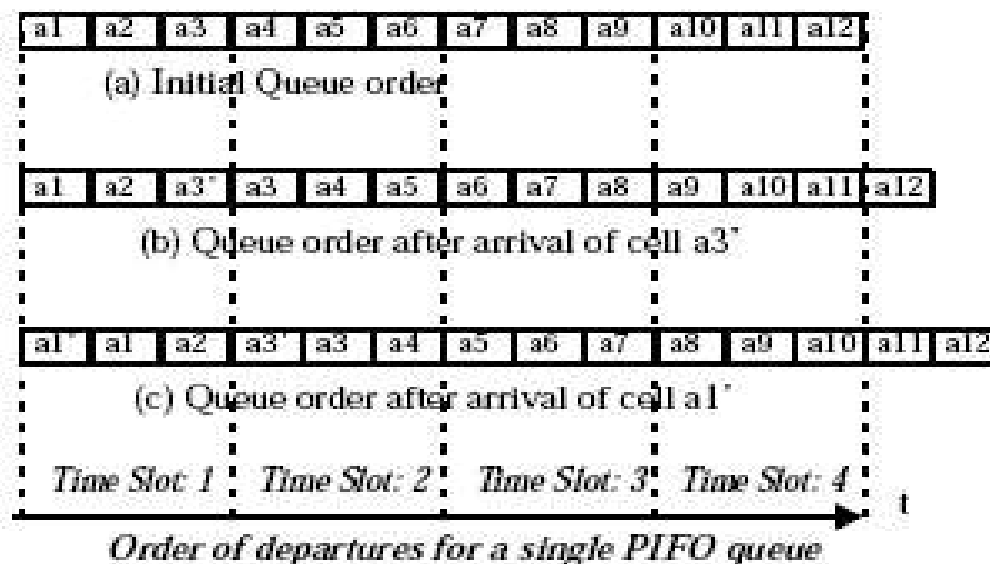 a1 a2 a3 a4 a5 a6 a7 a8 a9 a10 a11 a12
(a) Initial Queue order
a1 a2 a3' a3 a4 a5 a6 a7 a8 a9 a10 a11 a12
(b) Queue order after arrival of cell a3'
a1' a1 a2 a3' a3 a4 a5 a6 a7 a8 a9 a10 a11 a12
(c) Queue order after arrival of cell a1'
Time Slot: 1 Time Slot: 2 Time Slot: 3 Time Slot: 4 t
Order of departures for a single PIFO queue